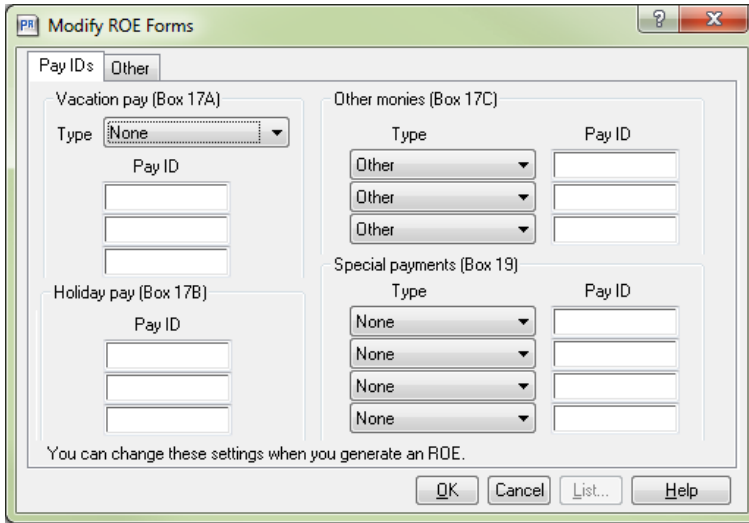 PR Modify ROE Forms ? X
Pay IDs Other
Vacation pay (Box 17A)
Type None
Pay ID
Holiday pay (Box 17B)
Pay ID
Other monies (Box 17C)
Type Pay ID
Other
Other
Other
Special payments (Box 19)
Type Pay ID
None
None
None
None
You can change these settings when you generate an ROE.
OK Cancel List... Help